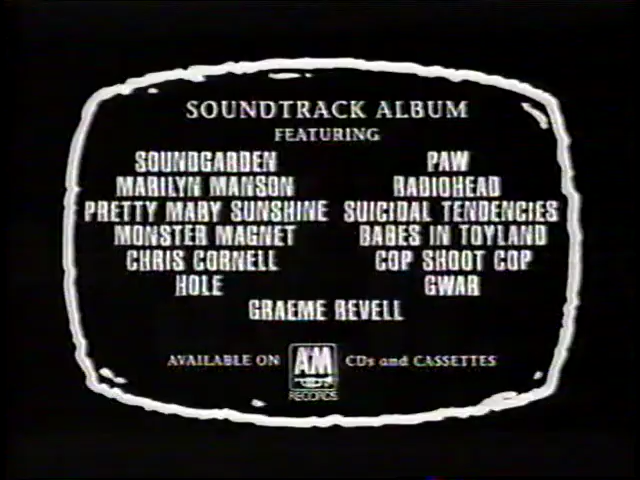 SOUNDTRACK ALBUM
FEATURING
SOUNDGARDEN PAW
MARILYN MANSON RADIOHEAD
PRETTY MARY SUNSHINE SUICIDAL TENDENCIES
MONSTER MAGNET BABES IN TOYLAND
CHRIS CORNELL COP SHOOT COP
HOLE GWAR
GRAEME REVELL
AVAILABLE ON A&M RECORDS CDs and CASSETTES